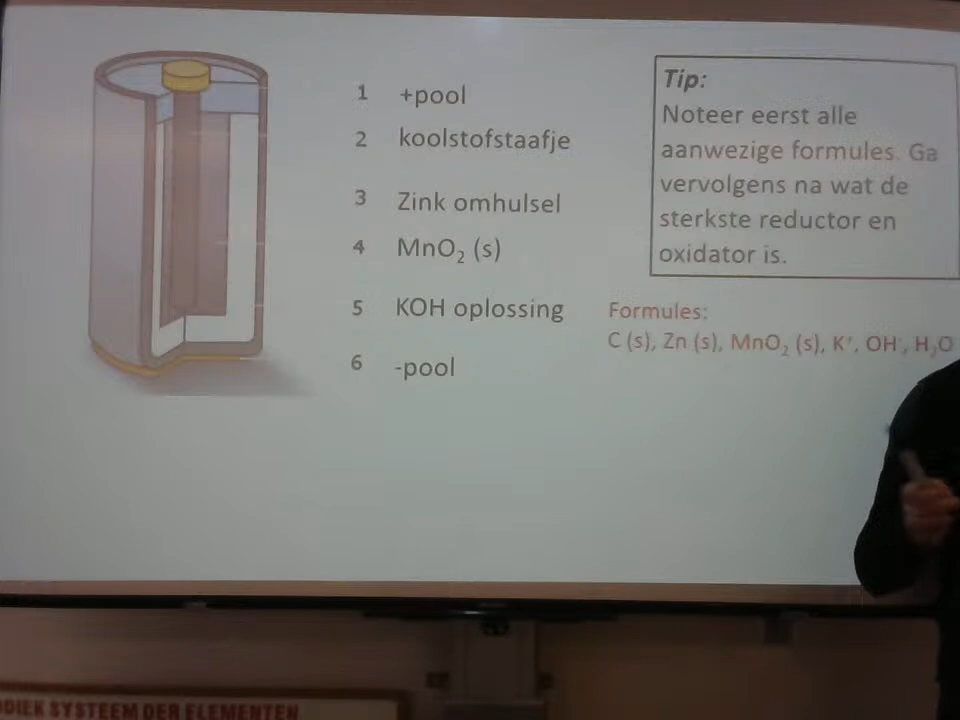 1 +pool
2 koolstofstaafje
3 Zink omhulsel
4 MnO₂ (s)
5 KOH oplossing
6 -pool
Tip:
Noteer eerst alle
aanwezige formules. Ga
vervolgens na wat de
sterkste reductor en
oxidator is.
Formules:
C (s), Zn (s), MnO₂ (s), K⁺, OH⁻, H₂O
ODIEK SYSTEEM DER ELEMENTEN